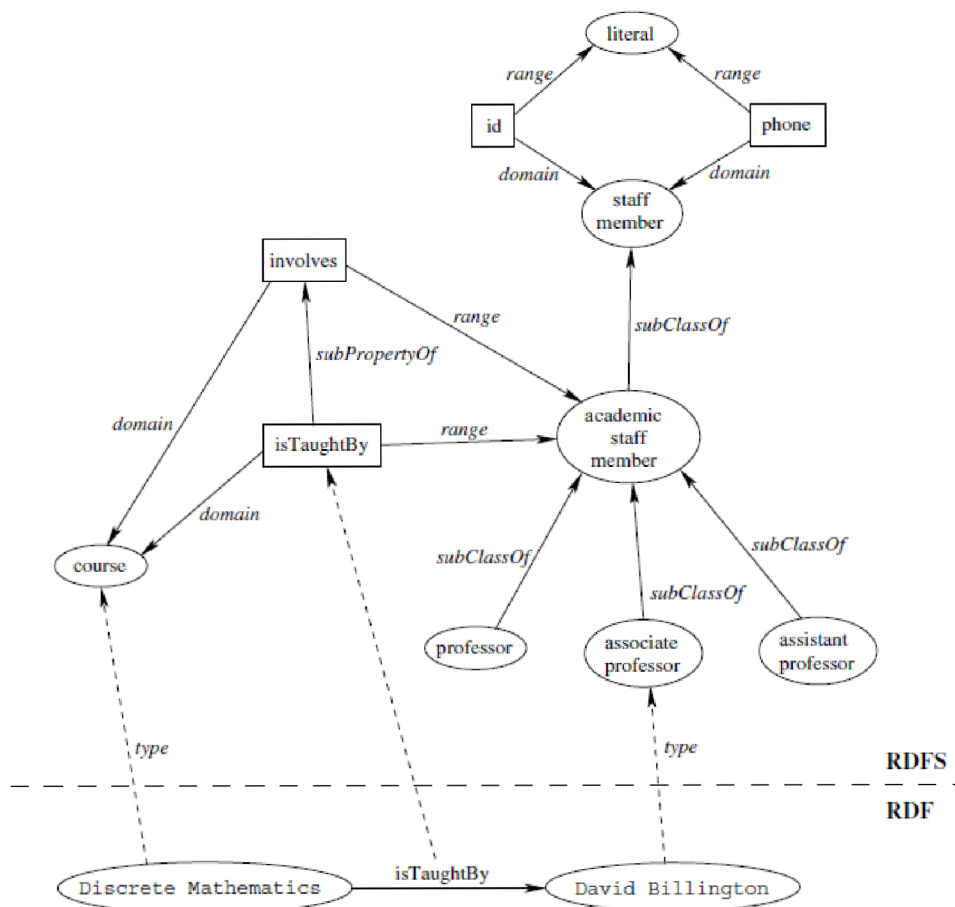 literal
range
range
id
phone
domain
domain
staff
member
involves
range
subClassOf
subPropertyOf
domain
isTaughtBy
range
academic
staff
member
domain
course
subClassOf
subClassOf
subClassOf
professor
associate
professor
assistant
professor
type
type
RDFS
RDF
isTaughtBy
Discrete Mathematics
David Billington